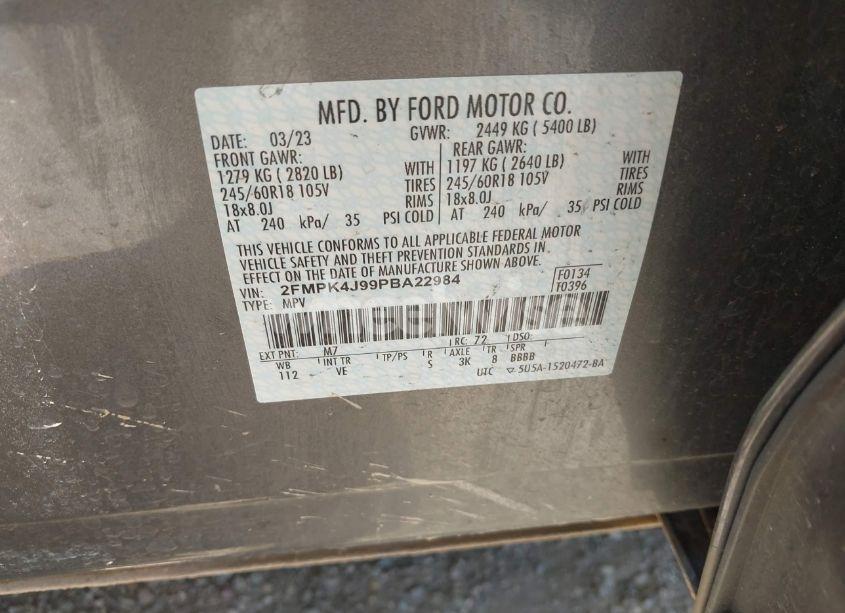 MFD. BY FORD MOTOR CO.
DATE: 03/23 GVWR: 2449 KG ( 5400 LB)
FRONT GAWR: REAR GAWR:
1279 KG ( 2820 LB) WITH 1197 KG ( 2640 LB) WITH
245/60R18 105V TIRES 245/60R18 105V TIRES
18x8.0J RIMS 18x8.0J RIMS
AT 240 kPa/ 35 PSI COLD AT 240 kPa/ 35 PSI COLD
THIS VEHICLE CONFORMS TO ALL APPLICABLE FEDERAL MOTOR
VEHICLE SAFETY AND THEFT PREVENTION STANDARDS IN
EFFECT ON THE DATE OF MANUFACTURE SHOWN ABOVE.
VIN: 2FMPK4J99PBA22984 F0134
TYPE: MPV T0396
EXT PNT: M7 RC: 72 DSO:
WB INT TR TP/PS R AXLE TR SPR
112 VE S 3K 8 BBBB
UTC ▽ 5U5A-1520472-BA